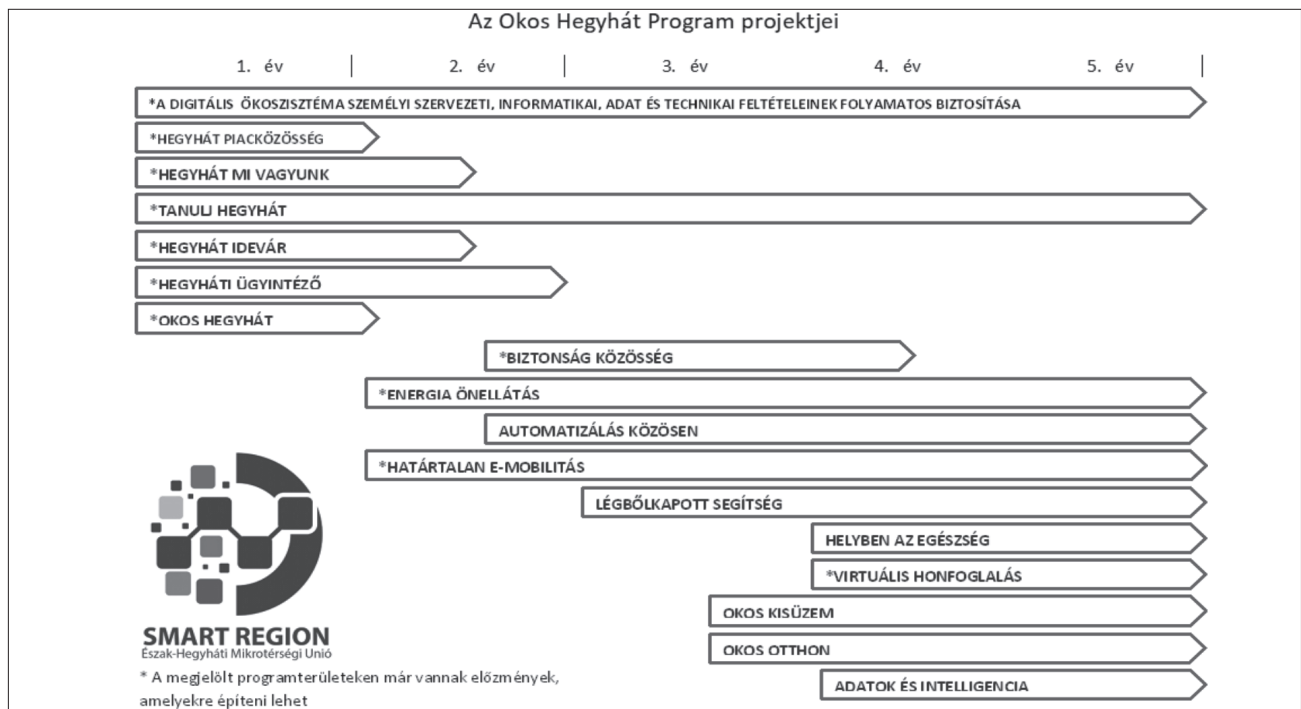 Az Okos Hegyhát Program projektjei
1. év | 2. év | 3. év 4. év 5. év |
*A DIGITÁLIS ÖKOSZISZTÉMA SZEMÉLYI SZERVEZETI, INFORMATIKAI, ADAT ÉS TECHNIKAI FELTÉTELEINEK FOLYAMATOS BIZTOSÍTÁSA
*HEGYHÁT PIACKÖZÖSSÉG
*HEGYHÁT MI VAGYUNK
*TANULJ HEGYHÁT
*HEGYHÁT IDEVÁR
*HEGYHÁTI ÜGYINTÉZŐ
*OKOS HEGYHÁT
*BIZTONSÁG KÖZÖSSÉG
*ENERGIA ÖNELLÁTÁS
AUTOMATIZÁLÁS KÖZÖSEN
*HATÁRTALAN E-MOBILITÁS
LÉGBŐLKAPOTT SEGÍTSÉG
HELYBEN AZ EGÉSZSÉG
*VIRTUÁLIS HONFOGLALÁS
OKOS KISÜZEM
OKOS OTTHON
ADATOK ÉS INTELLIGENCIA
SMART REGION
Észak-Hegyháti Mikrotérségi Unió
* A megjelölt programterületeken már vannak előzmények,
amelyekre építeni lehet